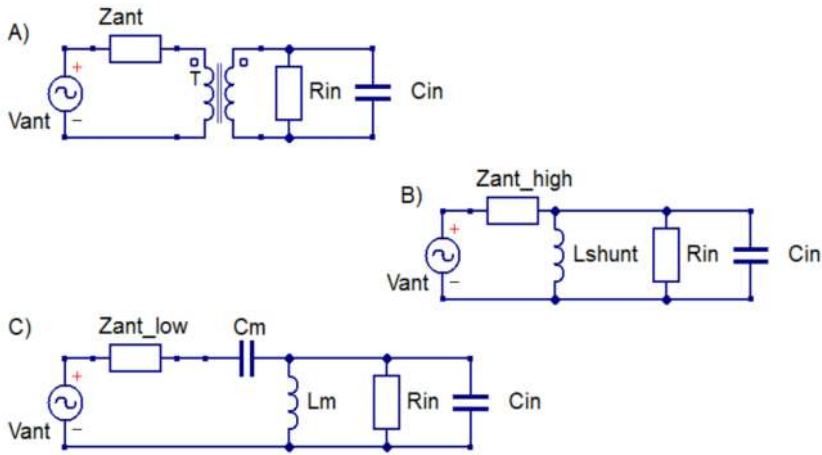 A)
Zant
+
T
Rin
Cin
Vant
−
B)
Zant_high
+
Lshunt
Rin
Cin
Vant
−
C)
Zant_low
Cm
+
Lm
Rin
Cin
Vant
−